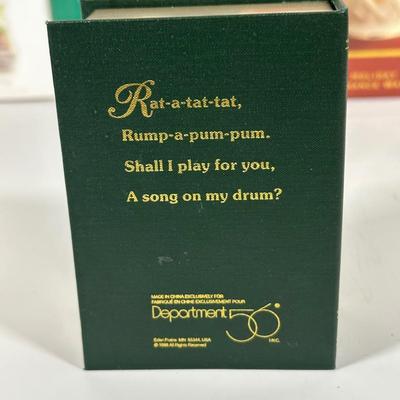 Rat-a-tat-tat,
Rump-a-pum-pum.
Shall I play for you,
A song on my drum?
MADE IN CHINA EXCLUSIVELY FOR
FABRIQUÉ EN CHINE EXCLUSIVEMENT POUR
Department 56®
INC.
Eden Prairie MN 55344, USA
All Rights Reserved
HOLIDAY